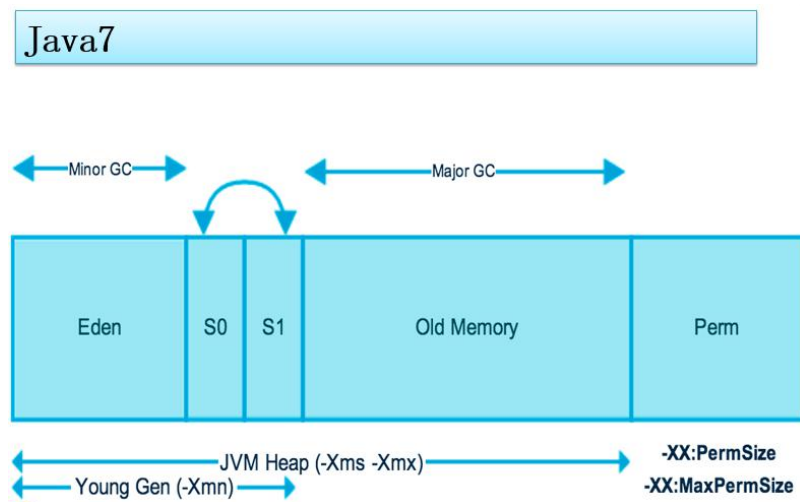 Java7
Minor GC
Major GC
Eden
S0
S1
Old Memory
Perm
JVM Heap (-Xms -Xmx)
-XX:PermSize
Young Gen (-Xmn)
-XX:MaxPermSize